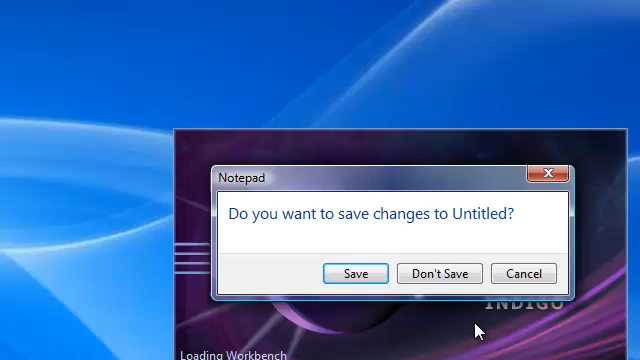 Notepad
Do you want to save changes to Untitled?
Save
Don't Save
Cancel
INDIGO
Loading Workbench